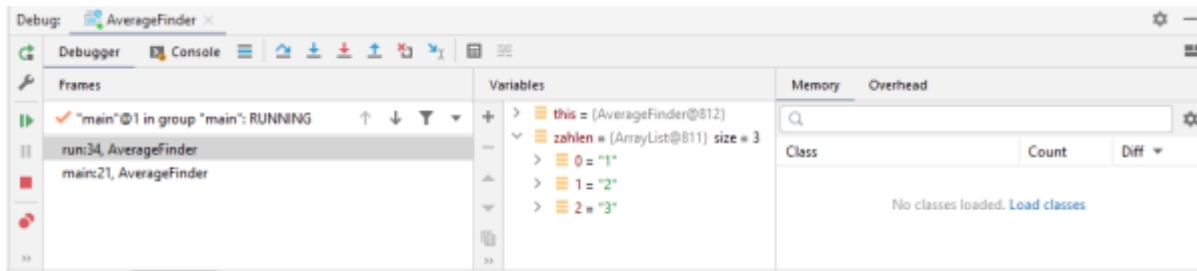 Debug: AverageFinder
Debugger Console
Frames
"main"@1 in group "main": RUNNING
run:34, AverageFinder
main:21, AverageFinder
Variables
this = {AverageFinder@812}
zahlen = {ArrayList@811} size = 3
0 = "1"
1 = "2"
2 = "3"
Memory Overhead
Class Count Diff
No classes loaded. Load classes